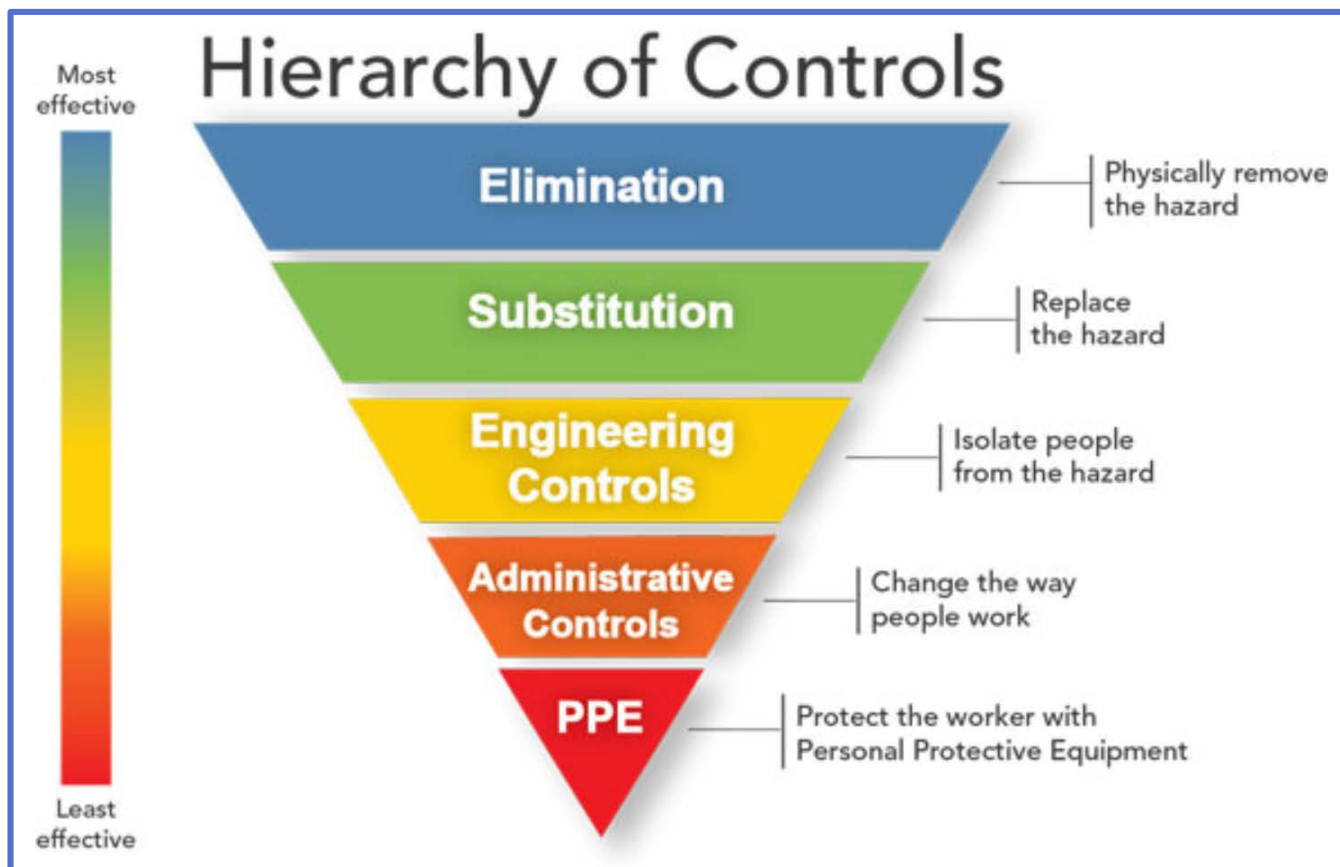 Hierarchy of Controls
Most
effective
Elimination
Physically remove
the hazard
Substitution
Replace
the hazard
Engineering
Controls
Isolate people
from the hazard
Administrative
Controls
Change the way
people work
PPE
Protect the worker with
Personal Protective Equipment
Least
effective